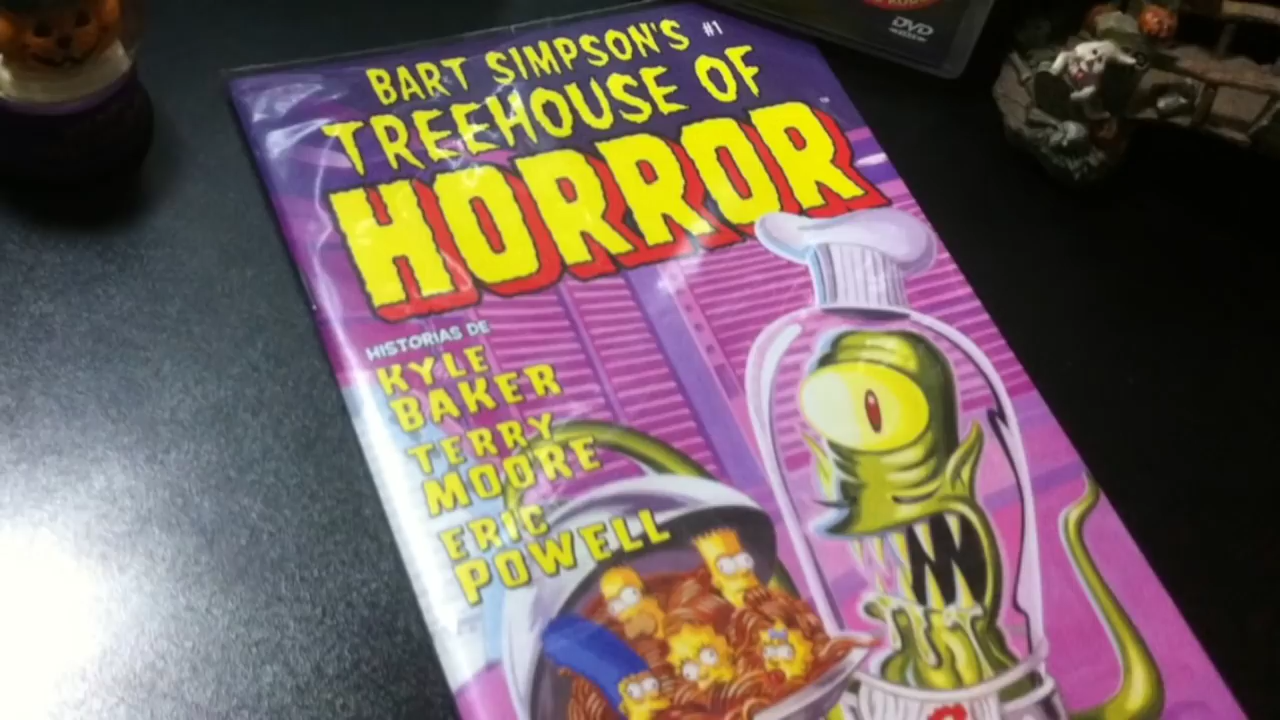 BART SIMPSON'S #1
TREEHOUSE OF
HORROR
HISTORIAS DE
KYLE
BAKER
TERRY
MOORE
ERIC
POWELL
DVD